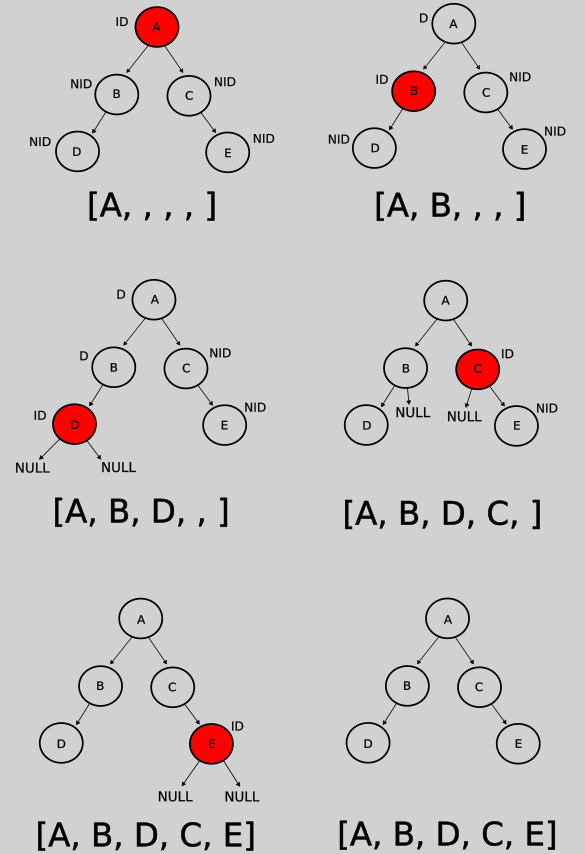 ID A
NID B C NID
NID D E NID
[A, , , , ]
D A
ID B C NID
NID D E NID
[A, B, , , ]
D A
D B C NID
ID D E NID
NULL NULL
[A, B, D, , ]
A
B C ID
NULL NULL
D E NID
[A, B, D, C, ]
A
B C
D E ID
NULL NULL
[A, B, D, C, E]
A
B C
D E
[A, B, D, C, E]